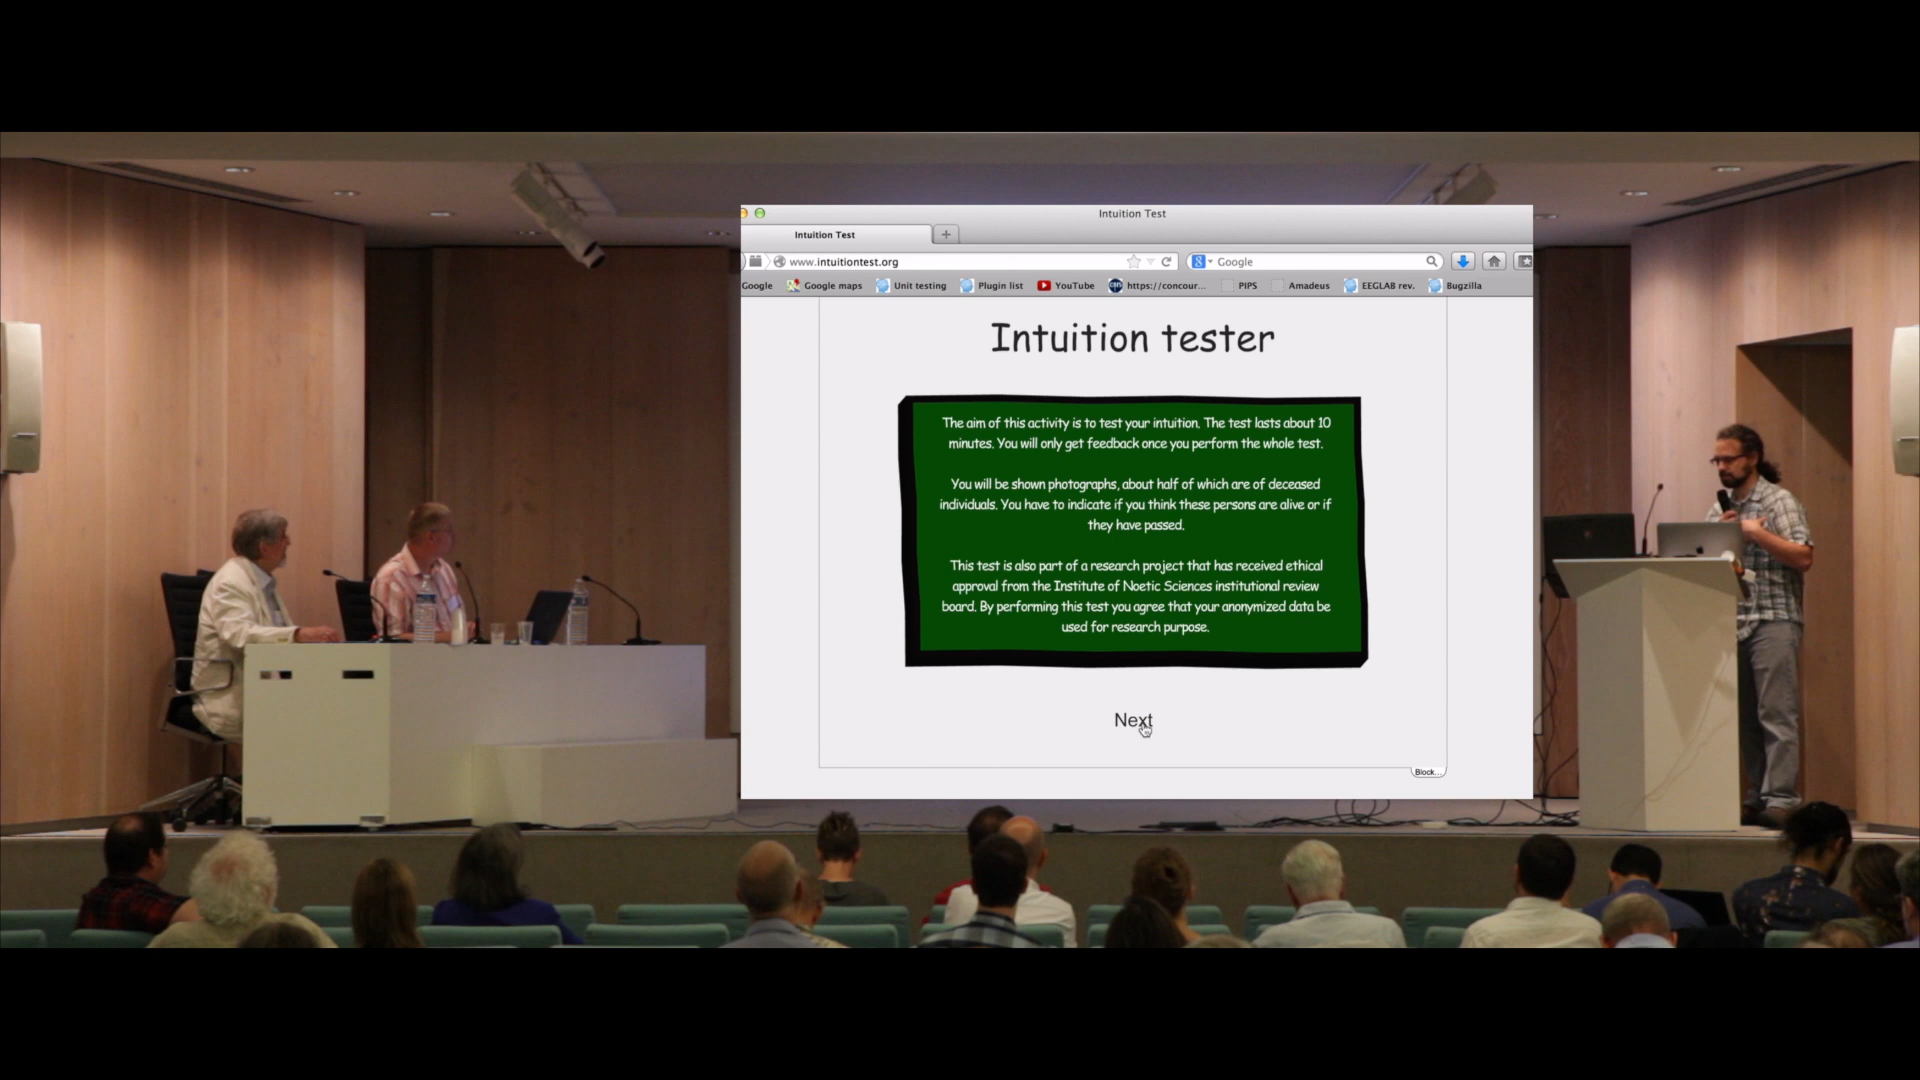 Intuition Test
Intuition Test
www.intuitiontest.org
Google
Google
Google maps
Unit testing
Plugin list
YouTube
https://concour...
PIPS
Amadeus
EEGLAB rev.
Bugzilla
Intuition tester
The aim of this activity is to test your intuition. The test lasts about 10
minutes. You will only get feedback once you perform the whole test.
You will be shown photographs, about half of which are of deceased
individuals. You have to indicate if you think these persons are alive or if
they have passed.
This test is also part of a research project that has received ethical
approval from the Institute of Noetic Sciences institutional review
board. By performing this test you agree that your anonymized data be
used for research purpose.
Next
Block...